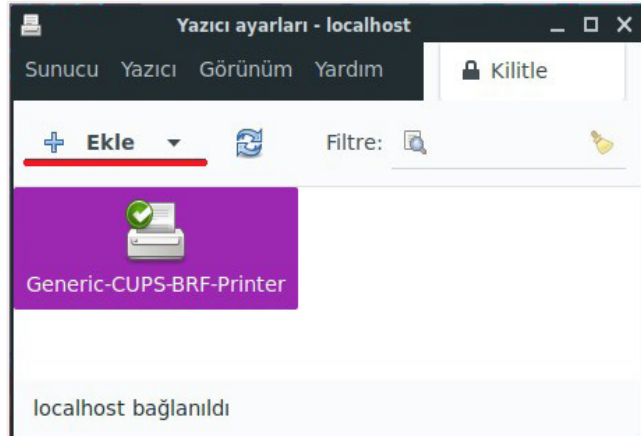 Yazıcı ayarları - localhost
Sunucu Yazıcı Görünüm Yardım Kilitle
Ekle Filtre:
Generic-CUPS-BRF-Printer
localhost bağlanıldı